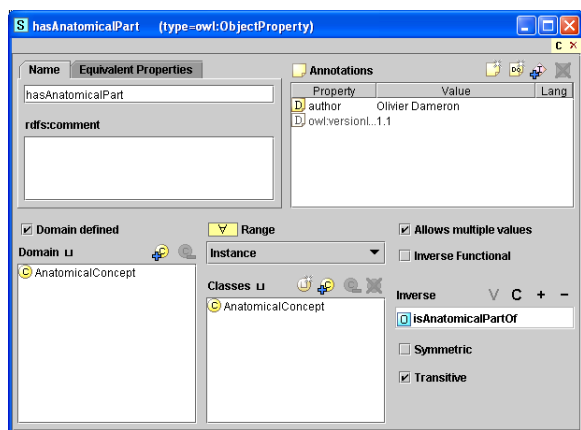 S hasAnatomicalPart (type=owl:ObjectProperty)
C
Name Equivalent Properties
hasAnatomicalPart
rdfs:comment
Annotations
Property Value Lang
D author Olivier Dameron
D owl:versionI...1.1
Domain defined
Domain ⊔
C AnatomicalConcept
∀ Range
Instance
Classes ⊔
C AnatomicalConcept
Allows multiple values
Inverse Functional
Inverse V C + −
O isAnatomicalPartOf
Symmetric
Transitive